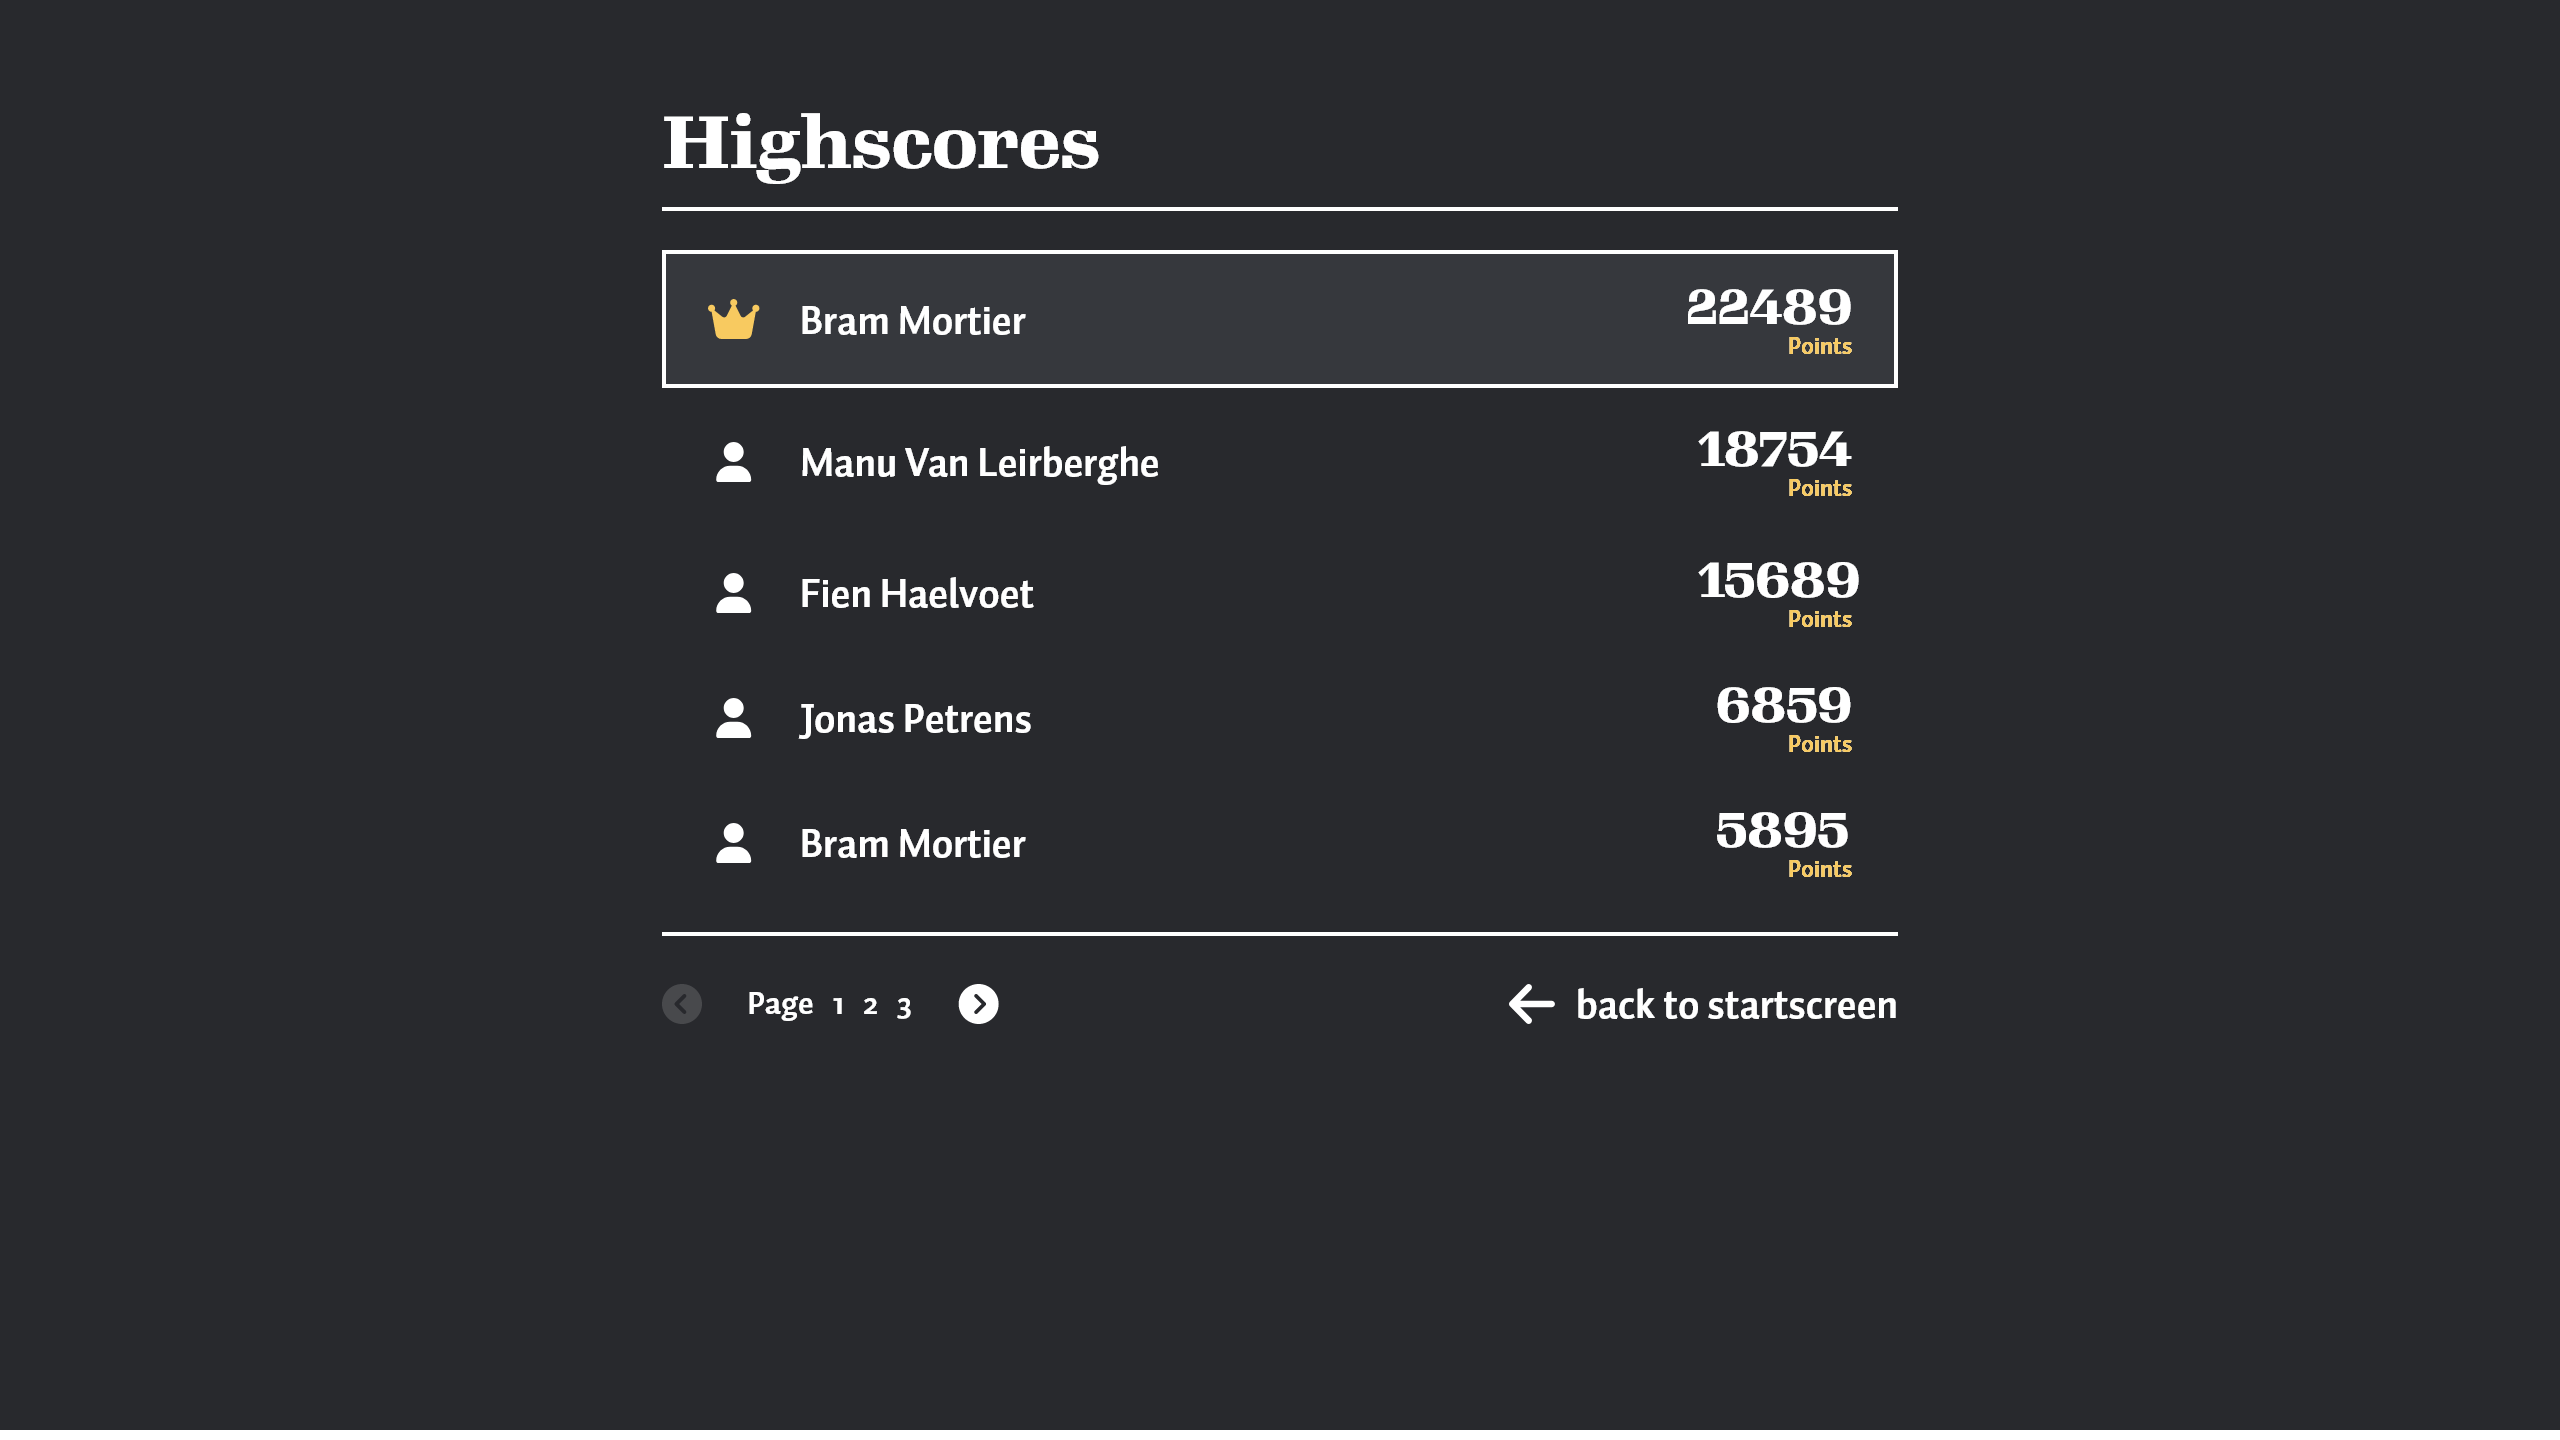 Highscores
Bram Mortier
22489
Points
Manu Van Leirberghe
18754
Points
Fien Haelvoet
15689
Points
Jonas Petrens
6859
Points
Bram Mortier
5895
Points
Page 1 2 3
back to startscreen